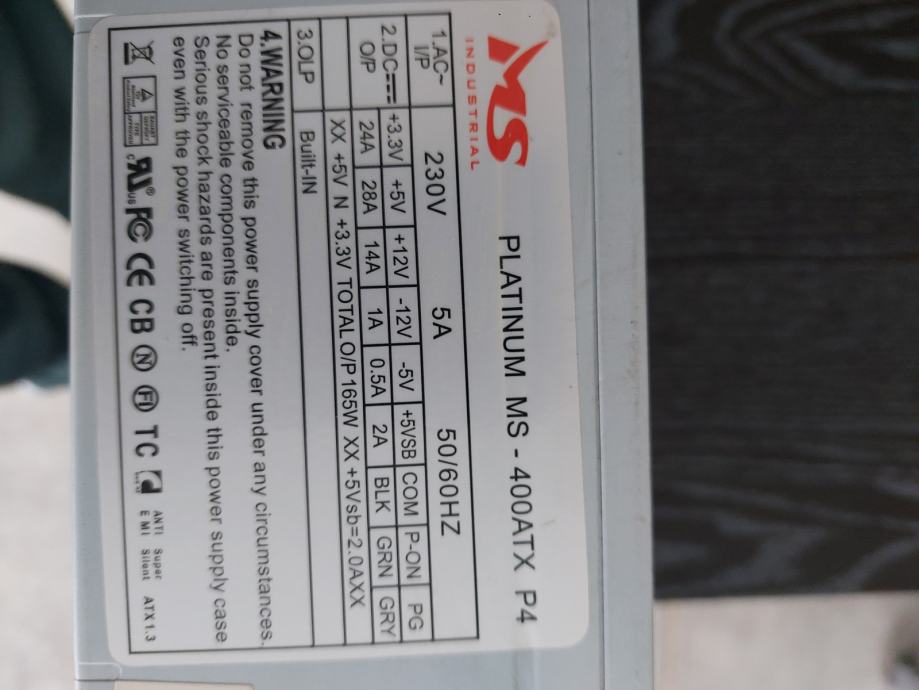 MS
INDUSTRIAL
PLATINUM MS - 400ATX P4
1.AC~ I/P 230V 5A 50/60HZ
2.DC⎓ O/P +3.3V +5V +12V -12V -5V +5VSB COM P-ON PG
24A 28A 14A 1A 0.5A 2A BLK GRN GRY
XX +5V N +3.3V TOTAL O/P165W XX +5Vsb=2.0AXX
3.OLP Built-IN
4.WARNING
Do not remove this power supply cover under any circumstances.
No serviceable components inside.
Serious shock hazards are present inside this power supply case
even with the power switching off.
c RU ® US FC CE CB N FI TC
ANTI EMI Super Silent ATX 1.3